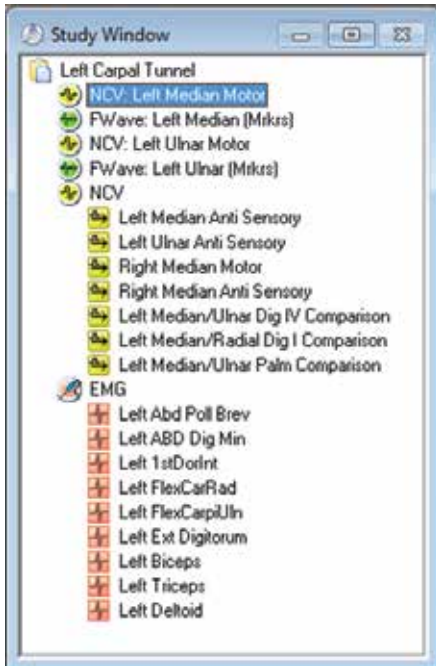 Study Window
Left Carpal Tunnel
NCV: Left Median Motor
FWave: Left Median (Mrkrs)
NCV: Left Ulnar Motor
FWave: Left Ulnar (Mrkrs)
NCV
Left Median Anti Sensory
Left Ulnar Anti Sensory
Right Median Motor
Right Median Anti Sensory
Left Median/Ulnar Dig IV Comparison
Left Median/Radial Dig I Comparison
Left Median/Ulnar Palm Comparison
EMG
Left Abd Poll Brev
Left ABD Dig Min
Left 1stDorInt
Left FlexCarRad
Left FlexCarpiUln
Left Ext Digitorum
Left Biceps
Left Triceps
Left Deltoid